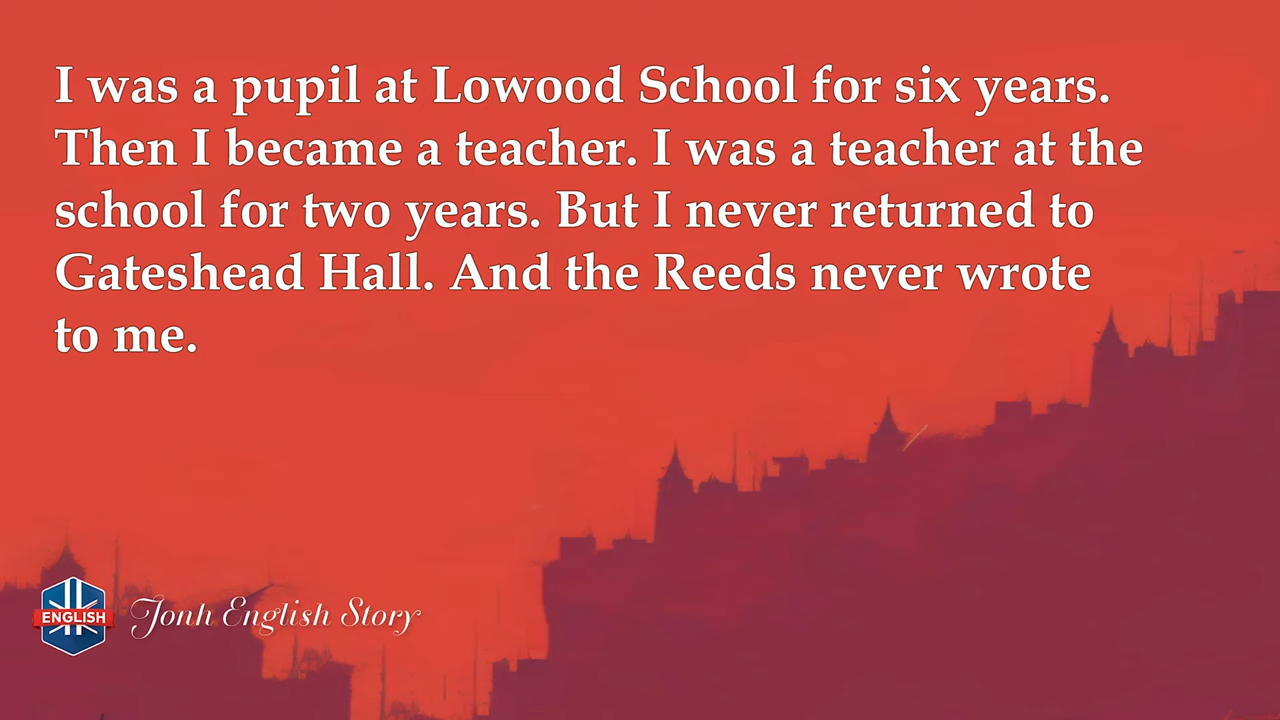 I was a pupil at Lowood School for six years.
Then I became a teacher. I was a teacher at the
school for two years. But I never returned to
Gateshead Hall. And the Reeds never wrote
to me.
ENGLISH
Jonh English Story